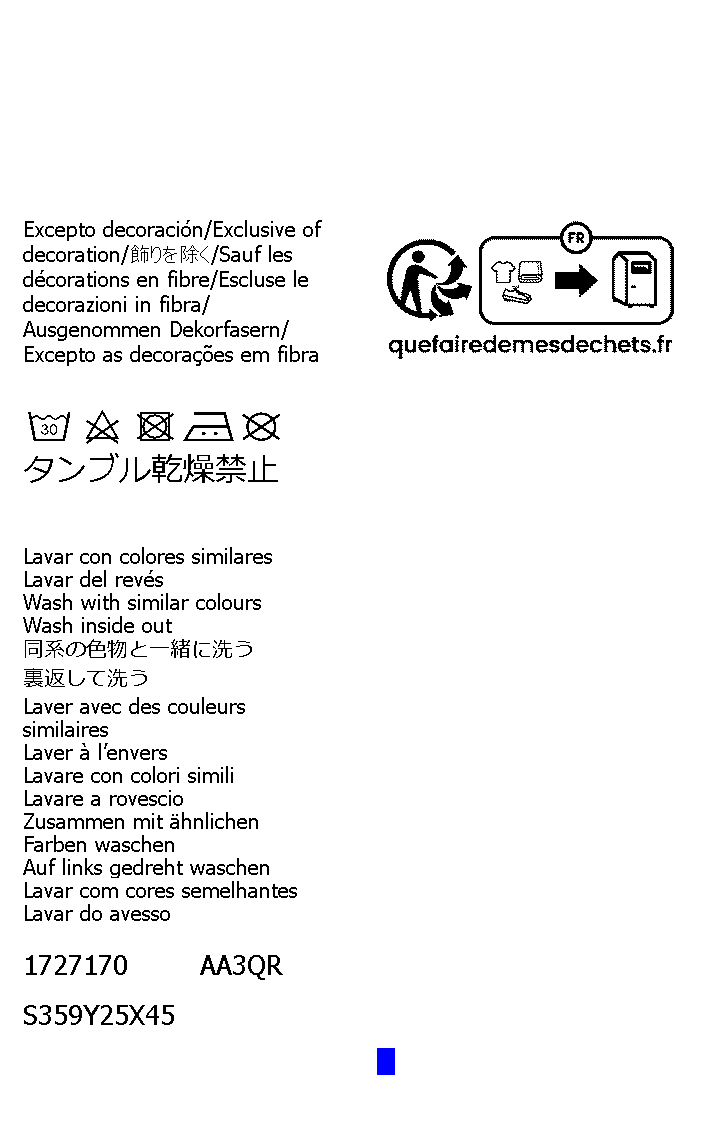 Excepto decoración/Exclusive of
decoration/飾りを除く/Sauf les
décorations en fibre/Escluse le
decorazioni in fibra/
Ausgenommen Dekorfasern/
Excepto as decorações em fibra
FR
quefairedemesdechets.fr
30
タンブル乾燥禁止
Lavar con colores similares
Lavar del revés
Wash with similar colours
Wash inside out
同系の色物と一緒に洗う
裏返して洗う
Laver avec des couleurs
similaires
Laver à l’envers
Lavare con colori simili
Lavare a rovescio
Zusammen mit ähnlichen
Farben waschen
Auf links gedreht waschen
Lavar com cores semelhantes
Lavar do avesso
1727170 AA3QR
S359Y25X45